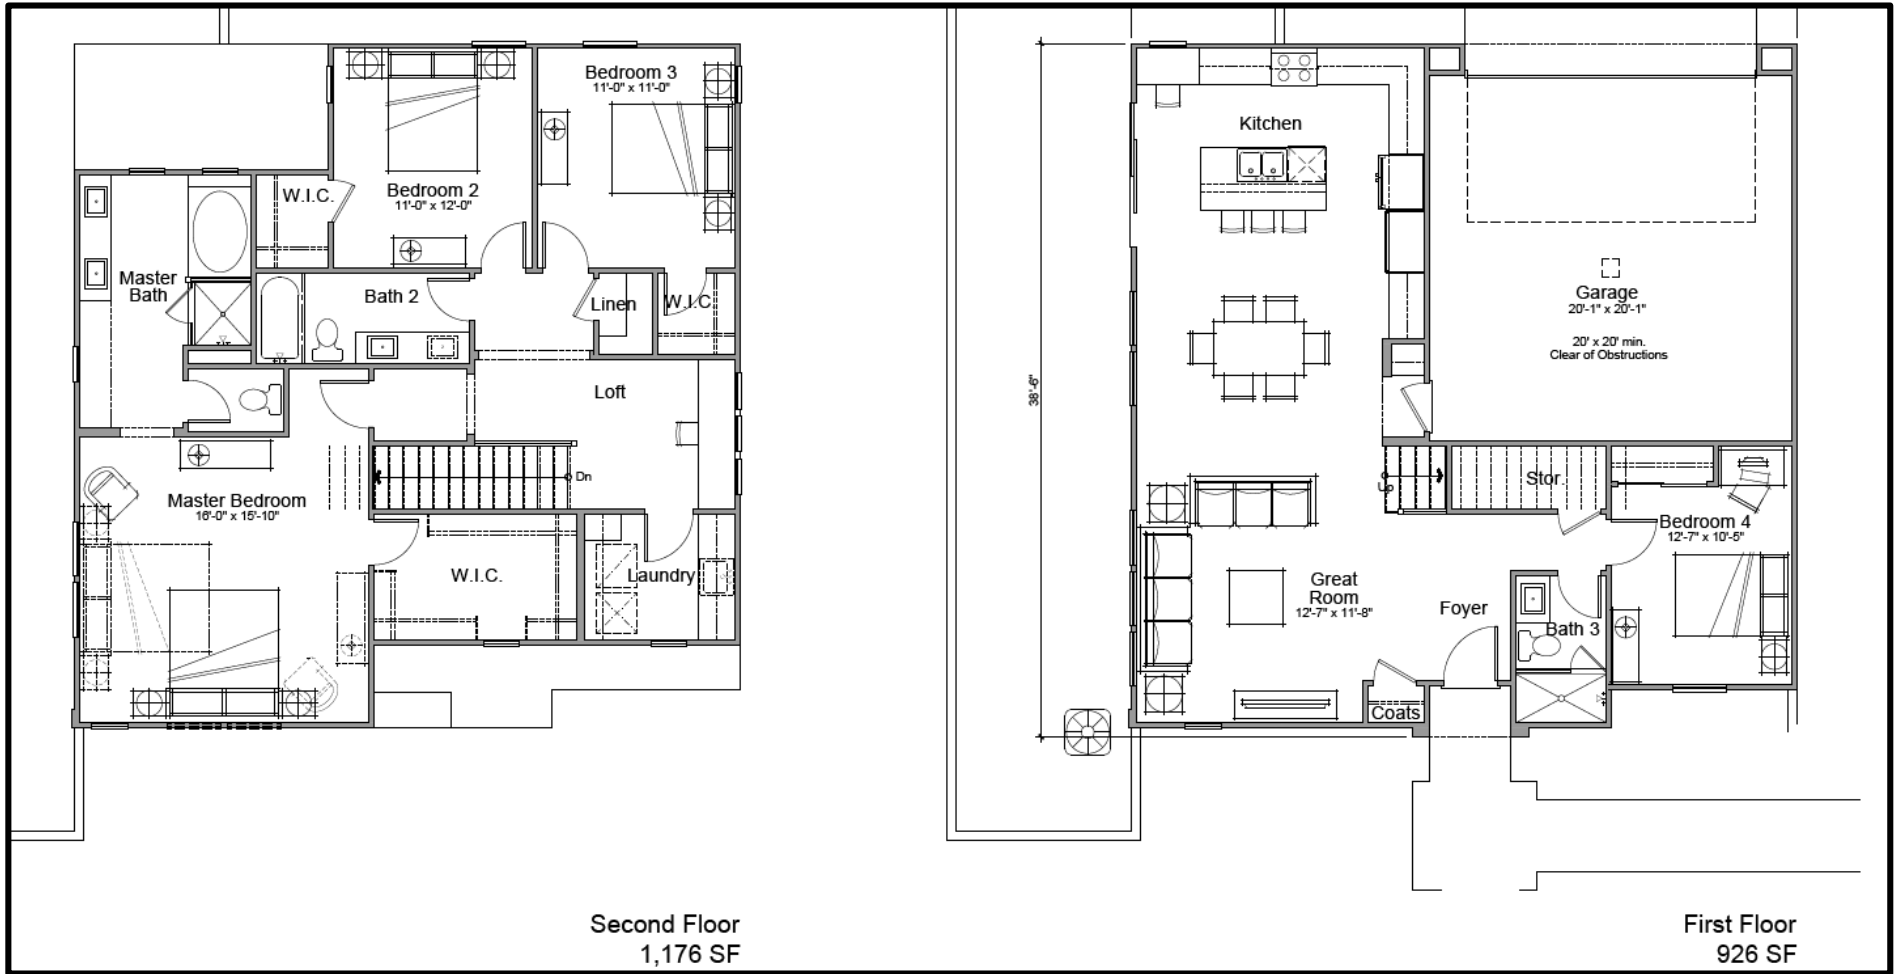 Bedroom 3
11'-0" x 11'-0"
Bedroom 2
11'-0" x 12'-0"
W.I.C.
Master
Bath
Bath 2
Linen
W.I.C
Loft
Master Bedroom
16'-0" x 15'-10"
Dn
W.I.C.
Laundry
Second Floor
1,176 SF
Kitchen
Garage
20'-1" x 20'-1"
20' x 20' min.
Clear of Obstructions
38'-6"
Up
Stor.
Bedroom 4
12'-7" x 10'-5"
Great
Room
12'-7" x 11'-8"
Foyer
Bath 3
Coats
First Floor
926 SF